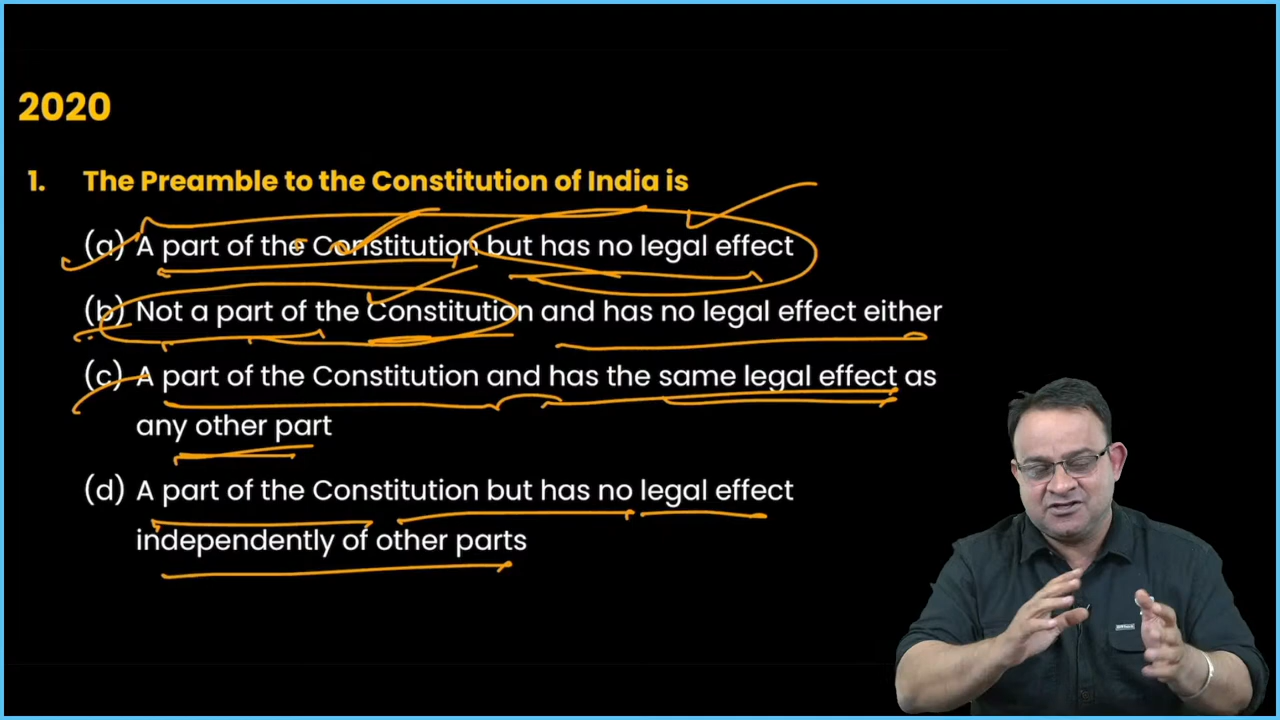 2020
1. The Preamble to the Constitution of India is
(a) A part of the Constitution but has no legal effect
(b) Not a part of the Constitution and has no legal effect either
(c) A part of the Constitution and has the same legal effect as
any other part
(d) A part of the Constitution but has no legal effect
independently of other parts